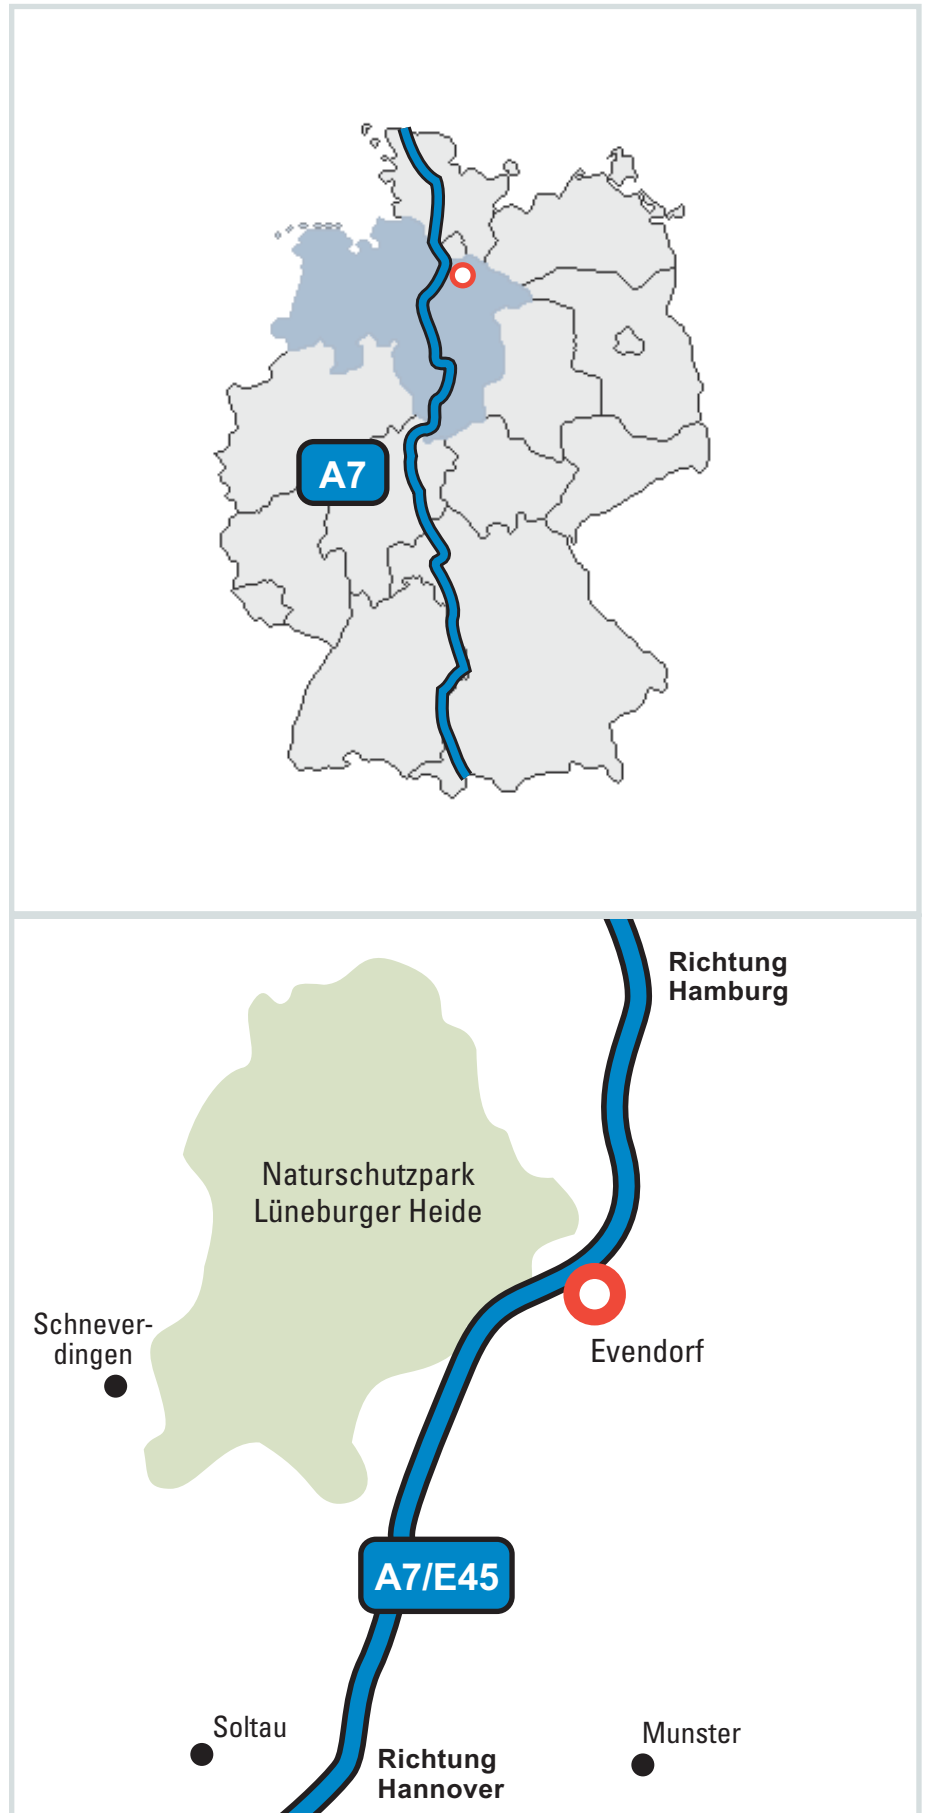 A7
Richtung
Hamburg
Naturschutzpark
Lüneburger Heide
Schnever-
dingen
Evendorf
A7/E45
Soltau
Munster
Richtung
Hannover